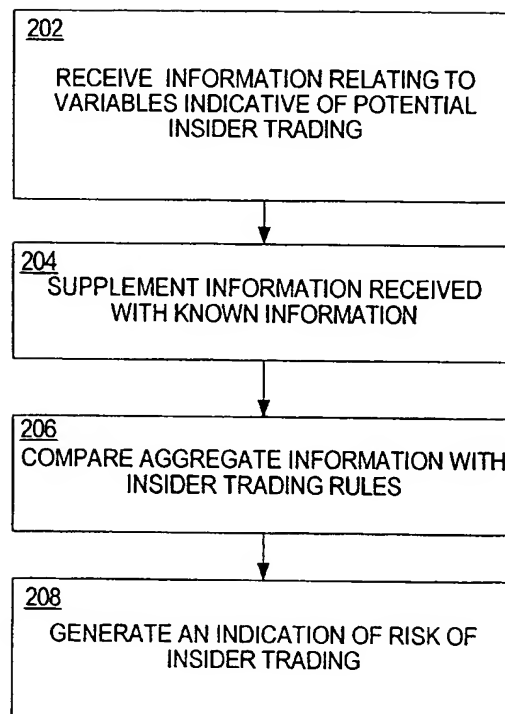 202
RECEIVE INFORMATION RELATING TO
VARIABLES INDICATIVE OF POTENTIAL
INSIDER TRADING
204
SUPPLEMENT INFORMATION RECEIVED
WITH KNOWN INFORMATION
206
COMPARE AGGREGATE INFORMATION WITH
INSIDER TRADING RULES
208
GENERATE AN INDICATION OF RISK OF
INSIDER TRADING